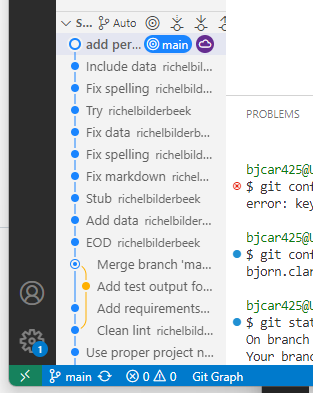 S... Auto
add per... main
Include data richelbild...
Fix spelling richelbild...
Try richelbilderbeek
Fix data richelbilderb...
Fix spelling richelbild...
Fix markdown richelbi...
Stub richelbilderbeek
Add data richelbilder...
EOD richelbilderbeek
Merge branch 'ma...
Add test output fo...
Add requirements...
Clean lint richelbild...
Use proper project n...
1
main 0 0 Git Graph
PROBLEMS
bjcar425@U
$ git conf
error: key
bjcar425@U
$ git conf
bjorn.clar
bjcar425@U
$ git stat
On branch
Your branc